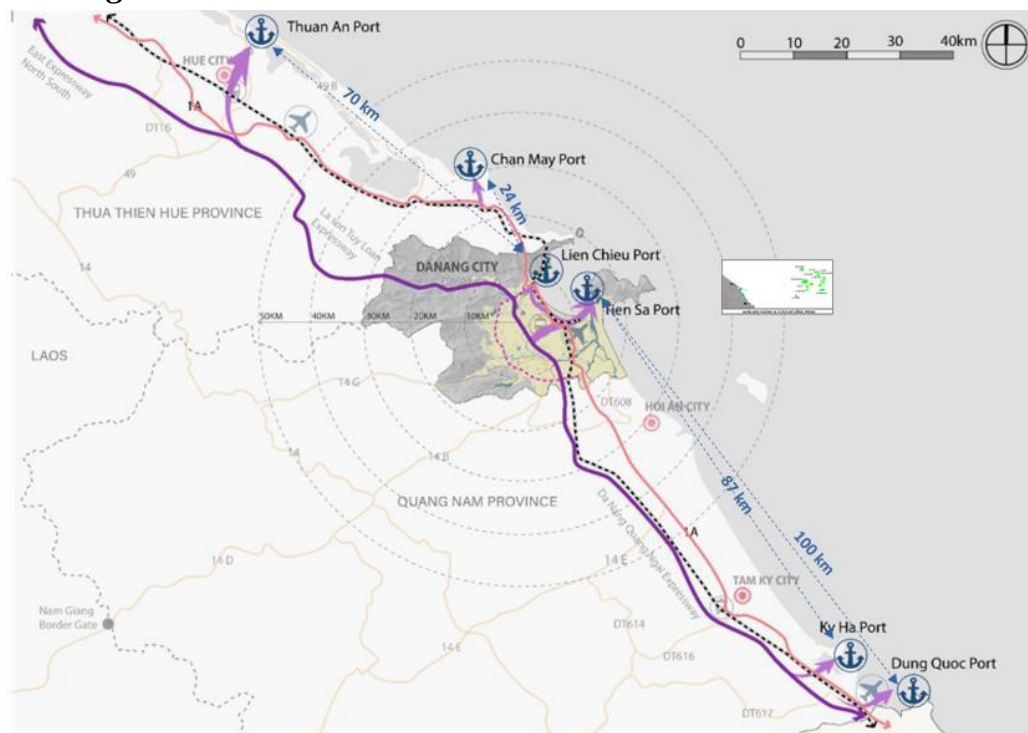 Thuan An Port
0 10 20 30 40km
HUE CITY
East Expressway
North South
1A
49 B
70 km
DT16
49
Chan May Port
24 km
THUA THIEN HUE PROVINCE
La Son Tuy Loan
Expressway
14
Lien Chieu Port
DANANG CITY
Tien Sa Port
50KM 40KM 30KM 20KM 10KM
LAOS
14 G
DT608
HOI AN CITY
14 B
14
87 km
100 km
QUANG NAM PROVINCE
Da Nang Quang Ngai Expressway
1A
14 E
14 D
TAM KY CITY
Nam Giang
Border Gate
DT614
Ky Ha Port
14 E
DT616
Dung Quoc Port
DT617